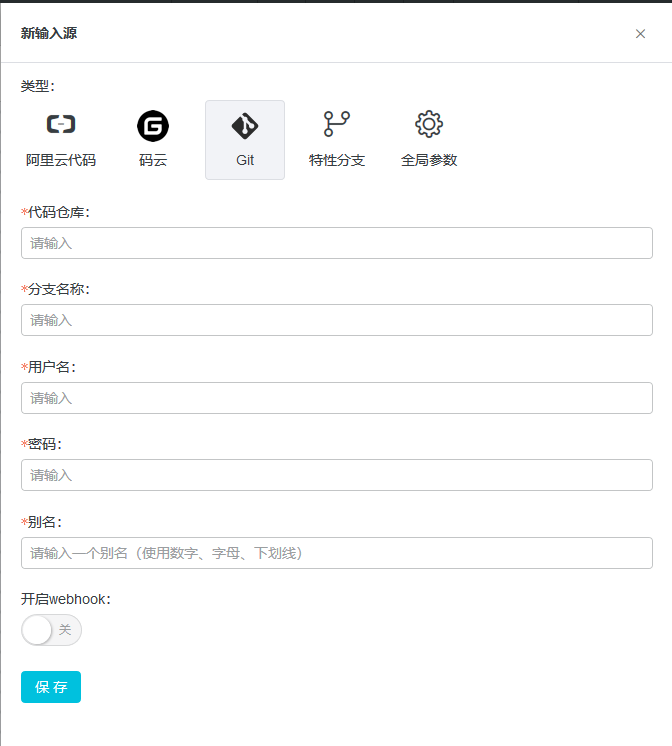 新输入源
类型：
阿里云代码 码云 Git 特性分支 全局参数
*代码仓库：
请输入
*分支名称：
请输入
*用户名：
请输入
*密码：
请输入
*别名：
请输入一个别名（使用数字、字母、下划线）
开启webhook：
关
保 存